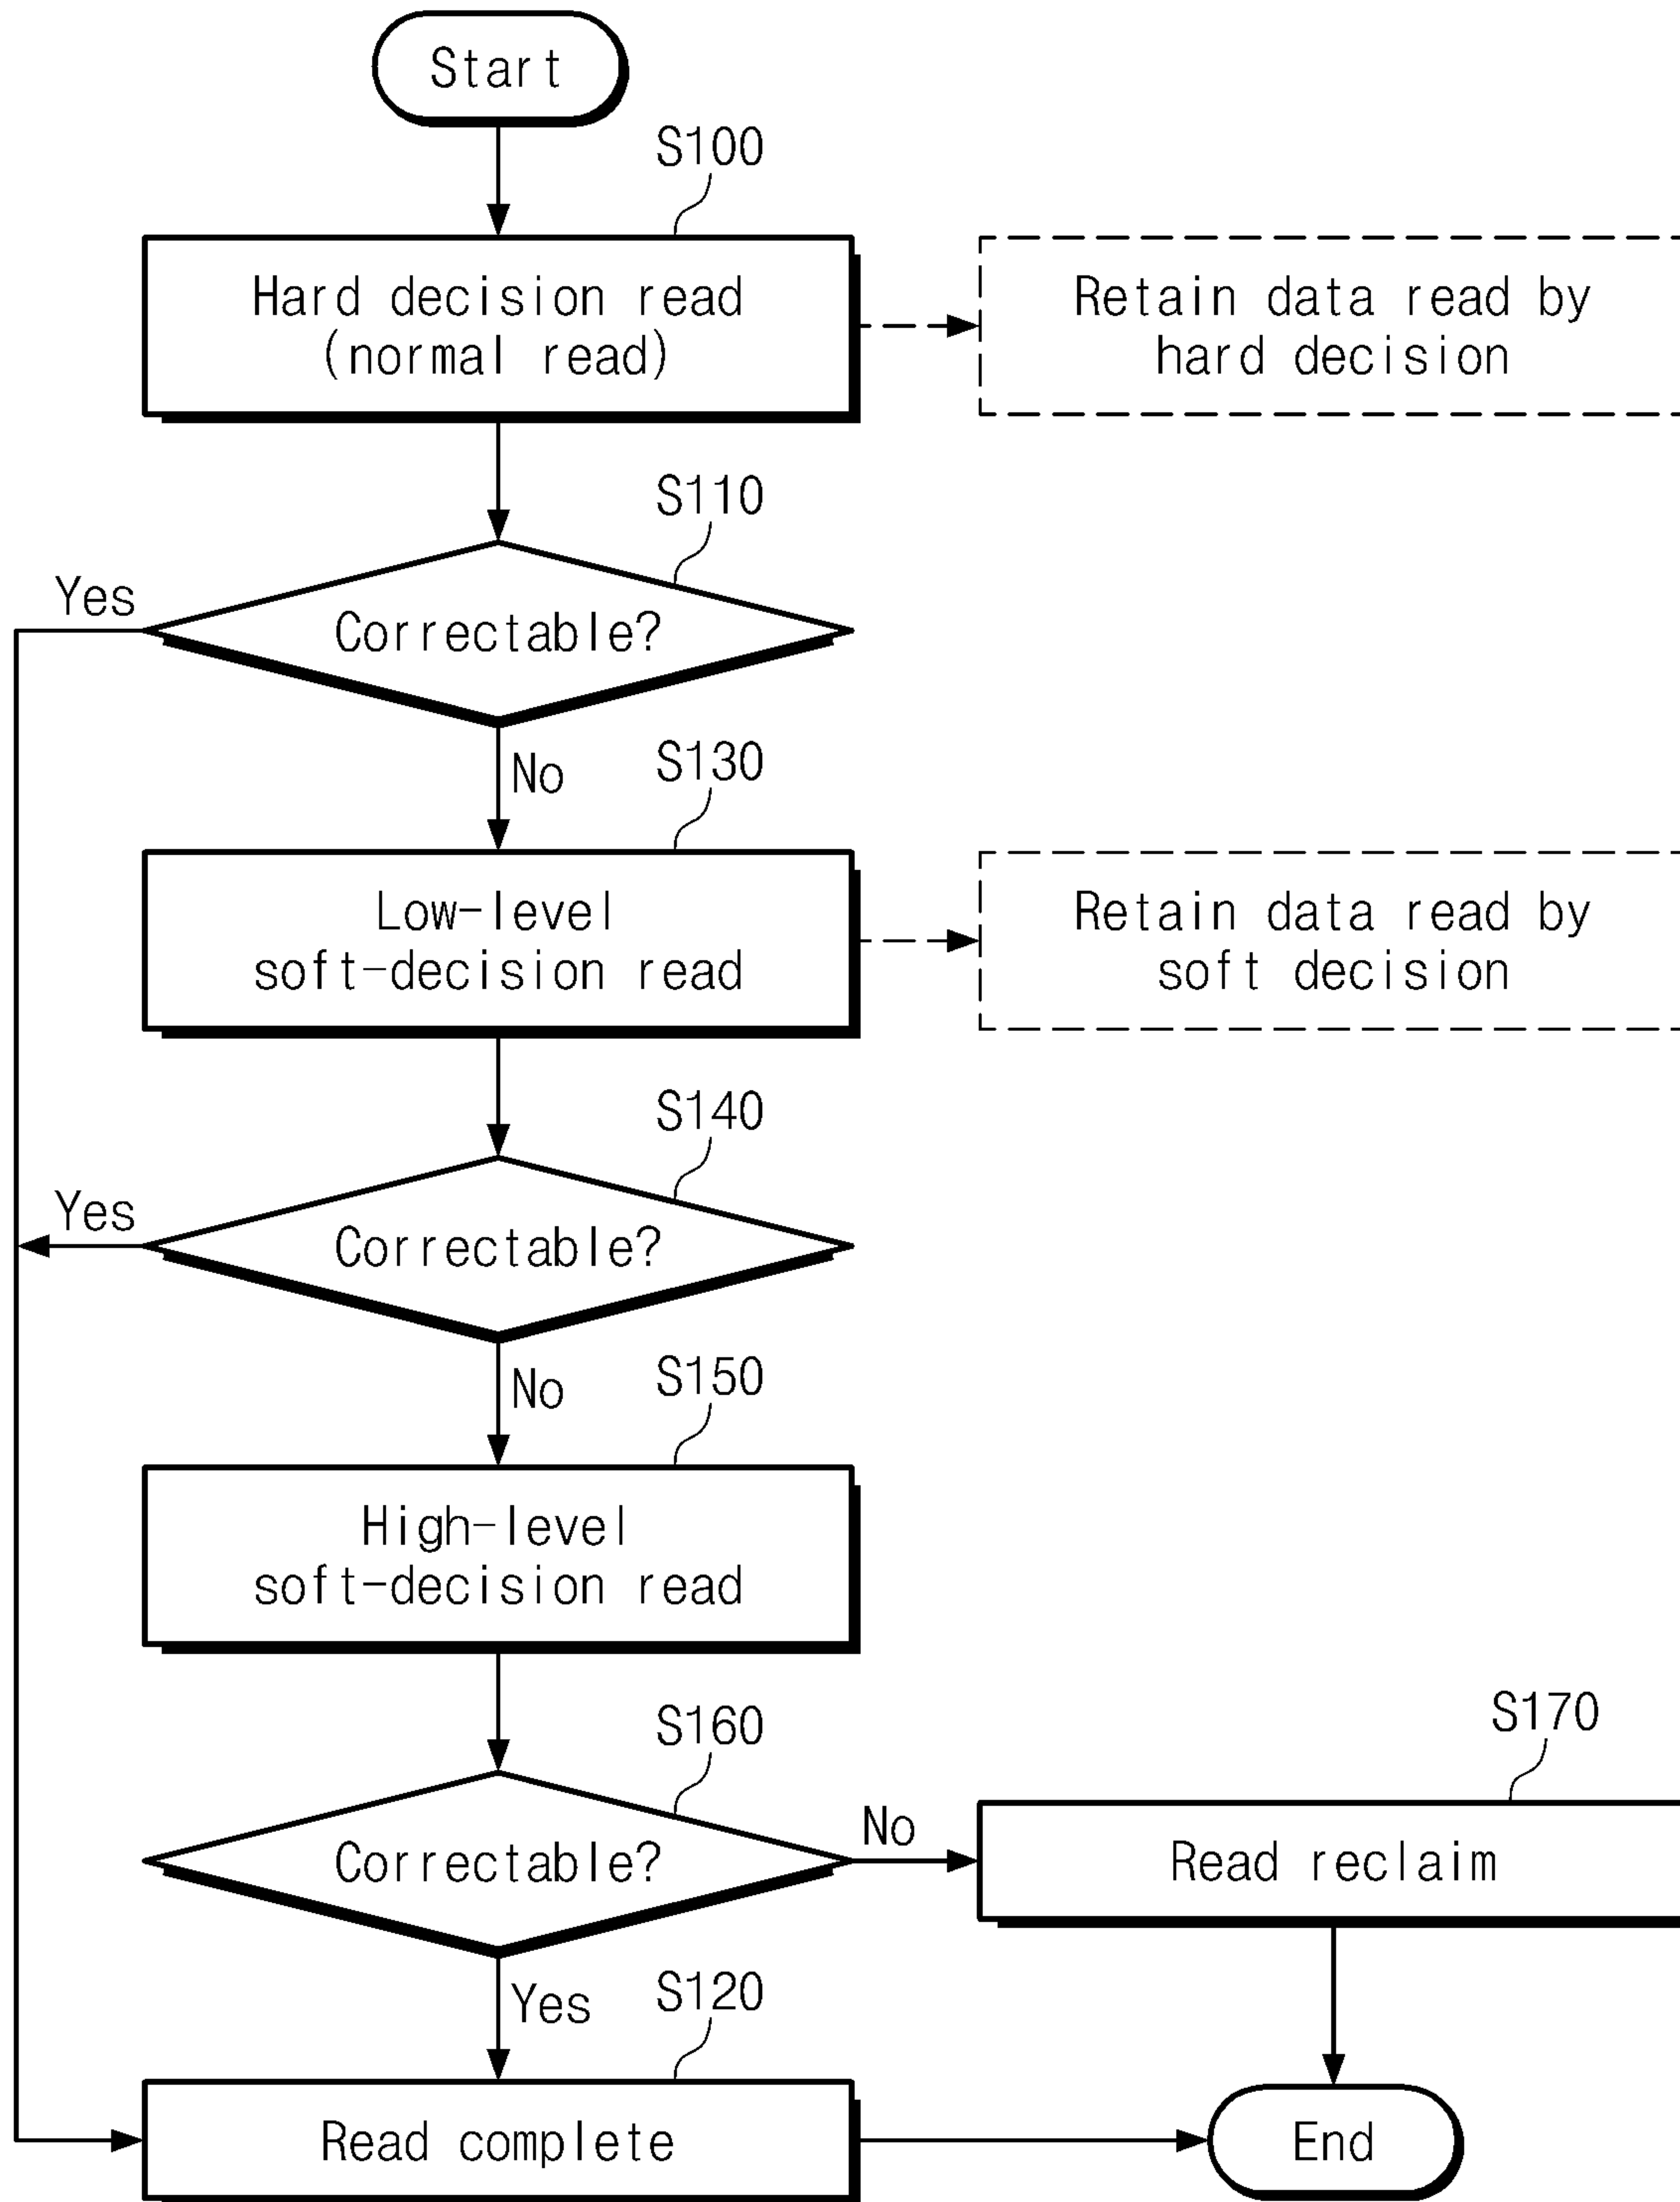 Start
S100
Hard decision read
(normal read)
Retain data read by
hard decision
S110
Yes
Correctable?
No
S130
Low-level
soft-decision read
Retain data read by
soft decision
S140
Yes
Correctable?
No
S150
High-level
soft-decision read
S160
S170
Correctable?
No
Read reclaim
Yes
S120
Read complete
End